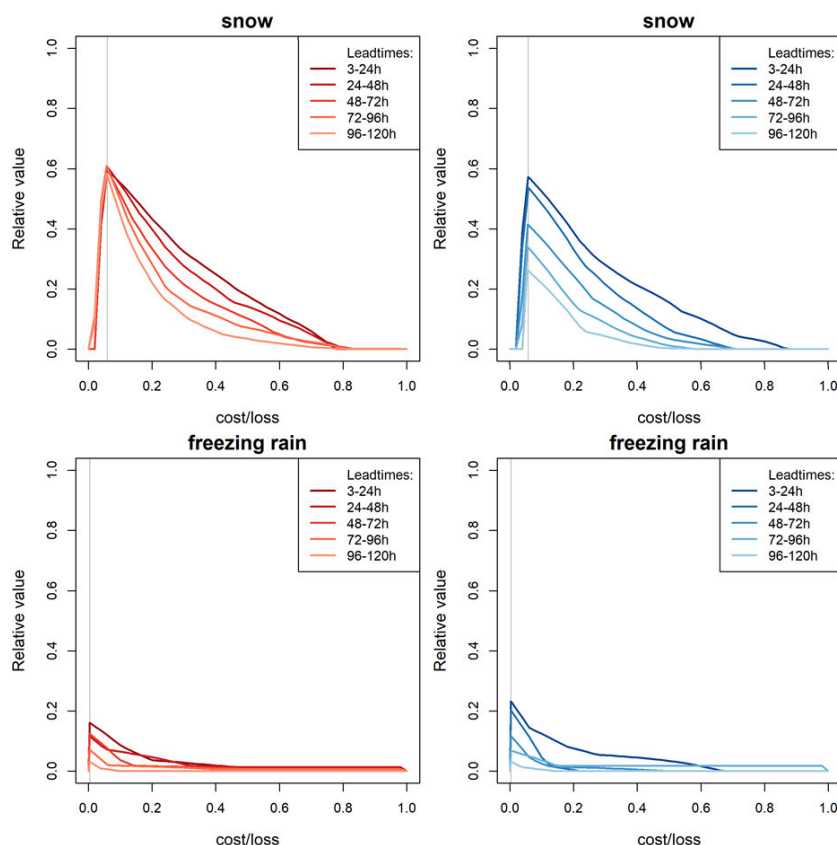 snow
Relative value
0.0 0.2 0.4 0.6 0.8 1.0
Leadtimes:
3-24h
24-48h
48-72h
72-96h
96-120h
0.0 0.2 0.4 0.6 0.8 1.0
cost/loss
snow
Relative value
0.0 0.2 0.4 0.6 0.8 1.0
Leadtimes:
3-24h
24-48h
48-72h
72-96h
96-120h
0.0 0.2 0.4 0.6 0.8 1.0
cost/loss
freezing rain
Relative value
0.0 0.2 0.4 0.6 0.8 1.0
Leadtimes:
3-24h
24-48h
48-72h
72-96h
96-120h
0.0 0.2 0.4 0.6 0.8 1.0
cost/loss
freezing rain
Relative value
0.0 0.2 0.4 0.6 0.8 1.0
Leadtimes:
3-24h
24-48h
48-72h
72-96h
96-120h
0.0 0.2 0.4 0.6 0.8 1.0
cost/loss